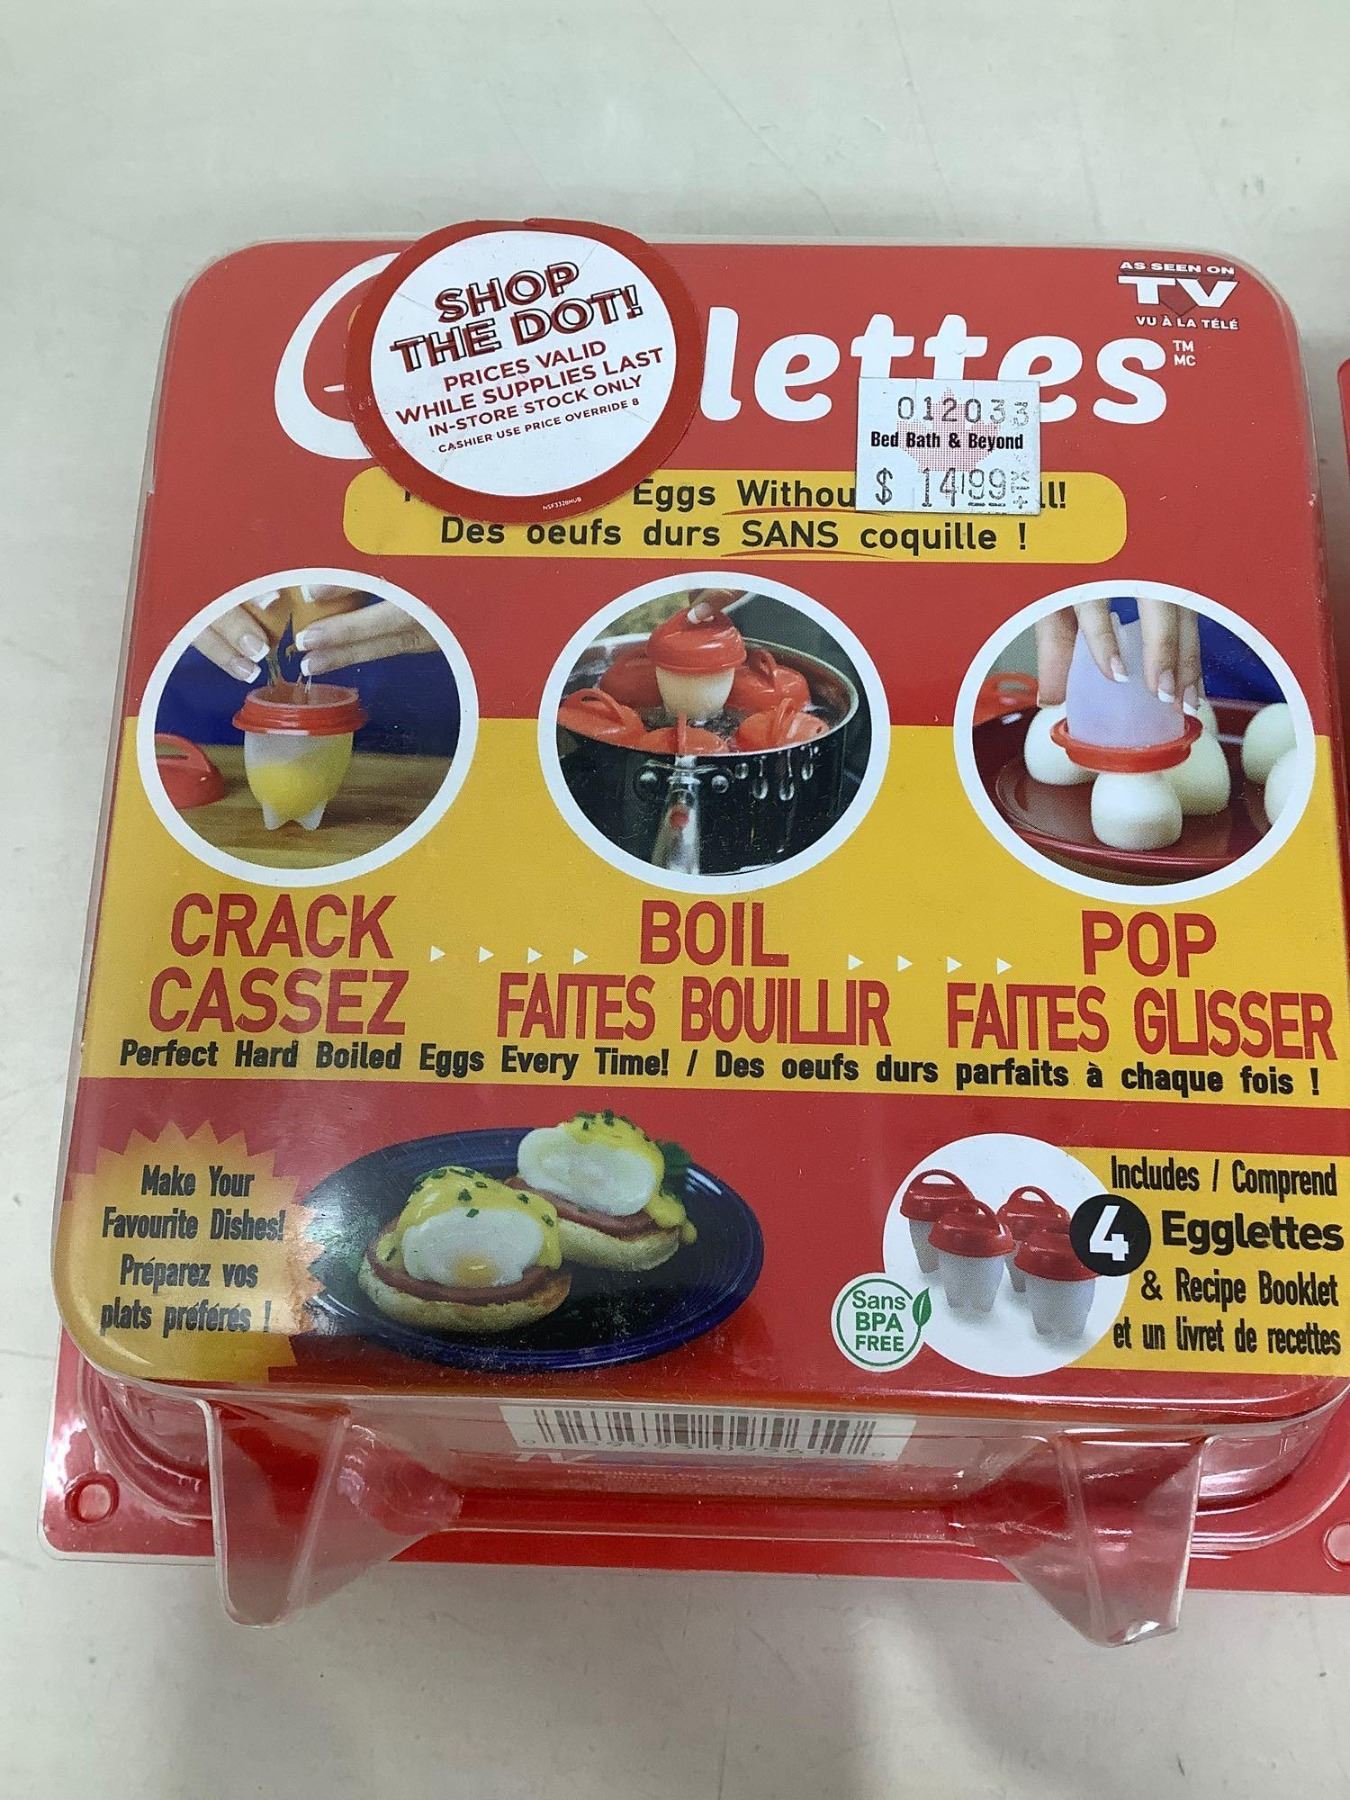 SHOP
THE DOT!
PRICES VALID
WHILE SUPPLIES LAST
IN-STORE STOCK ONLY
CASHIER USE PRICE OVERRIDE 8
AS SEEN ON
TV
VU À LA TÉLÉ
lettes
TM
MC
012033
Bed Bath & Beyond
$ 14.99
Eggs Withou ll!
Des oeufs durs SANS coquille !
CRACK
CASSEZ
BOIL
FAITES BOUILLIR
POP
FAITES GLISSER
Perfect Hard Boiled Eggs Every Time! / Des oeufs durs parfaits à chaque fois !
Make Your
Favourite Dishes!
Préparez vos
plats préférés !
Sans
BPA
FREE
Includes / Comprend
4 Egglettes
& Recipe Booklet
et un livret de recettes